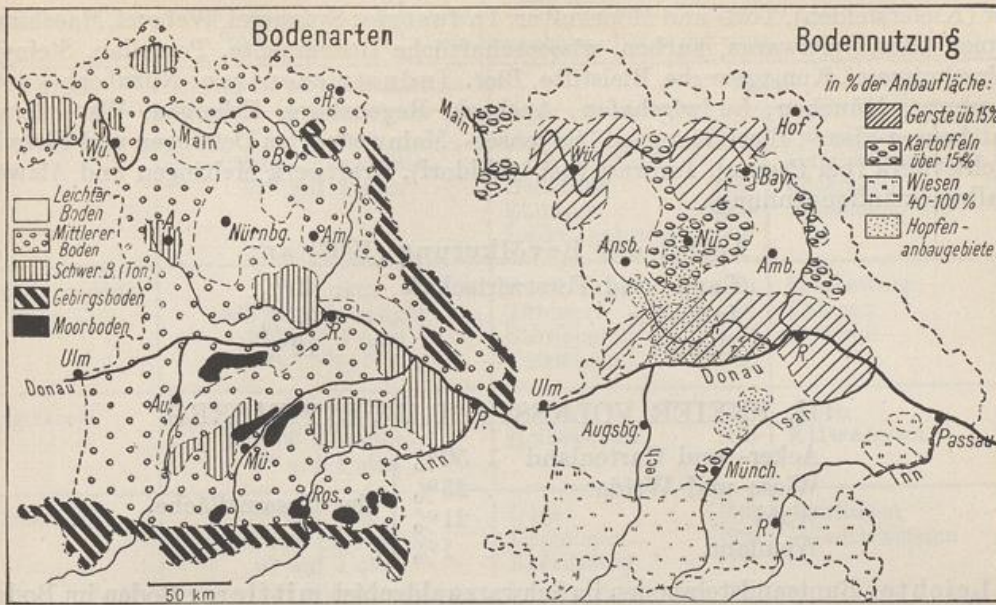 Bodenarten
H.
Main
Wü.
B.
Leichter
Boden
Mittlerer
Boden
Schwer. B. (Ton)
Gebirgsboden
Moorboden
A.
Nürnbg.
Am.
R.
Ulm
Donau
Au.
Mü.
P.
Inn
Ros.
50 km
Bodennutzung
in % der Anbaufläche:
Gerste üb. 15%
Kartoffeln
über 15%
Wiesen
40-100%
Hopfen-
anbaugebiete
Main
Hof
Wü.
Bayr.
Ansb.
Nü.
Amb.
R.
Donau
Ulm
Augsbg.
Lech
Isar
Münch.
Passau
Inn
R.